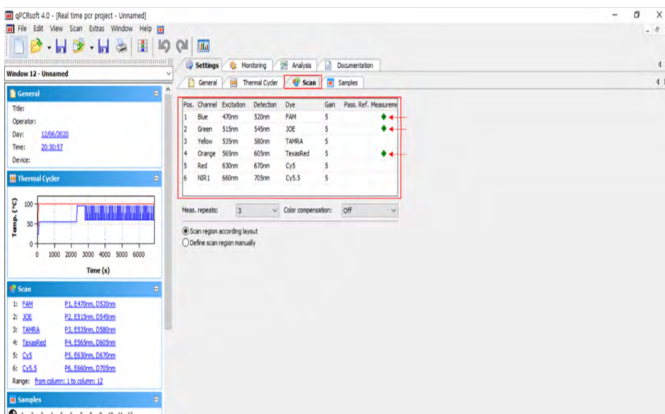 qPCRsoft 4.0 - [Real time pcr project - Unnamed]
File Edit View Scan Extras Window Help
Settings Monitoring Analysis Documentation
General Thermal Cycler Scan Samples
Window 12 - Unnamed
General
Title:
Operator:
Day: 12/06/2020
Time: 20:30:57
Device:
Thermal Cycler
Temp. (°C)
100
50
0
0 1000 2000 3000 4000 5000 6000
Time (s)
Scan
1: FAM P1, E470nm, D520nm
2: JOE P2, E515nm, D545nm
3: TAMRA P3, E535nm, D580nm
4: TexasRed P4, E565nm, D605nm
5: Cy5 P5, E630nm, D670nm
6: Cy5.5 P6, E660nm, D705nm
Range: from column: 1 to column: 12
Samples
Pos. Channel Excitation Detection Dye Gain Pass. Ref. Measureme
1 Blue 470nm 520nm FAM 5
2 Green 515nm 545nm JOE 5
3 Yellow 535nm 580nm TAMRA 5
4 Orange 565nm 605nm TexasRed 5
5 Red 630nm 670nm Cy5 5
6 NIR1 660nm 705nm Cy5.5 5
Meas. repeats: 3 Color compensation: Off
Scan region according layout
Define scan region manually